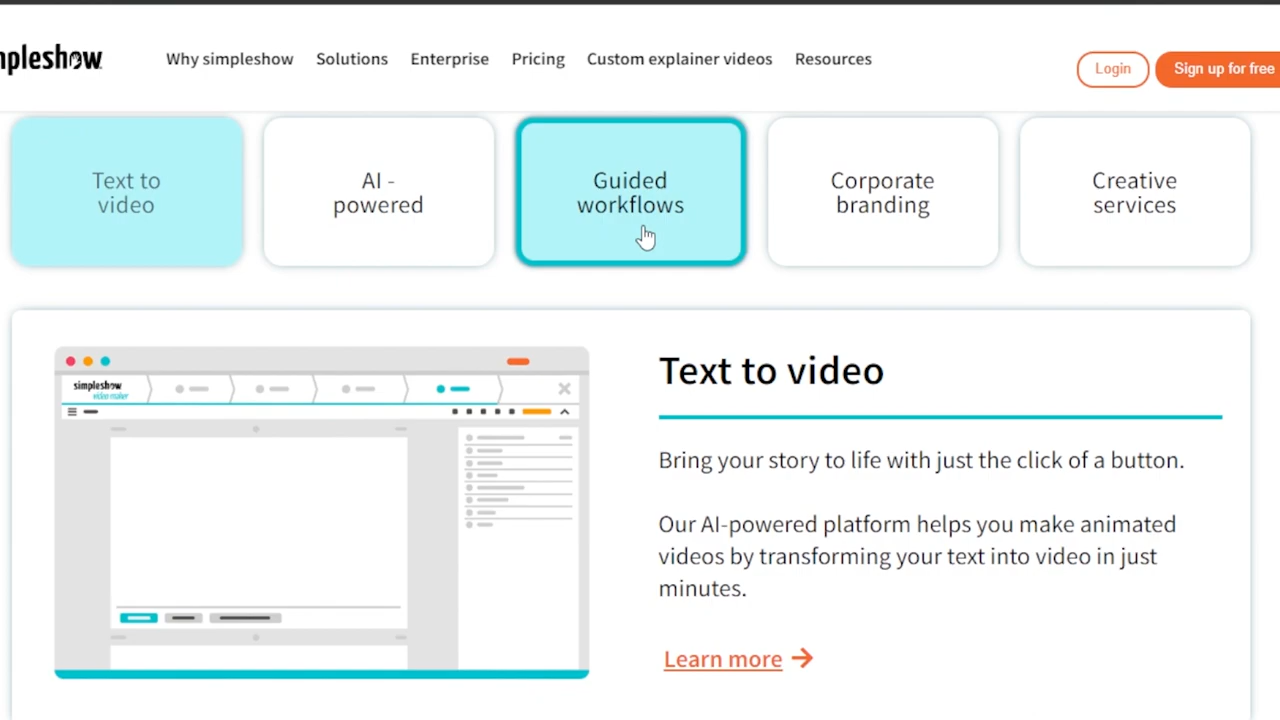 mpleshow
Why simpleshow
Solutions
Enterprise
Pricing
Custom explainer videos
Resources
Login
Sign up for free
Text to
video
AI -
powered
Guided
workflows
Corporate
branding
Creative
services
simpleshow
video maker
Text to video
Bring your story to life with just the click of a button.
Our AI-powered platform helps you make animated
videos by transforming your text into video in just
minutes.
Learn more